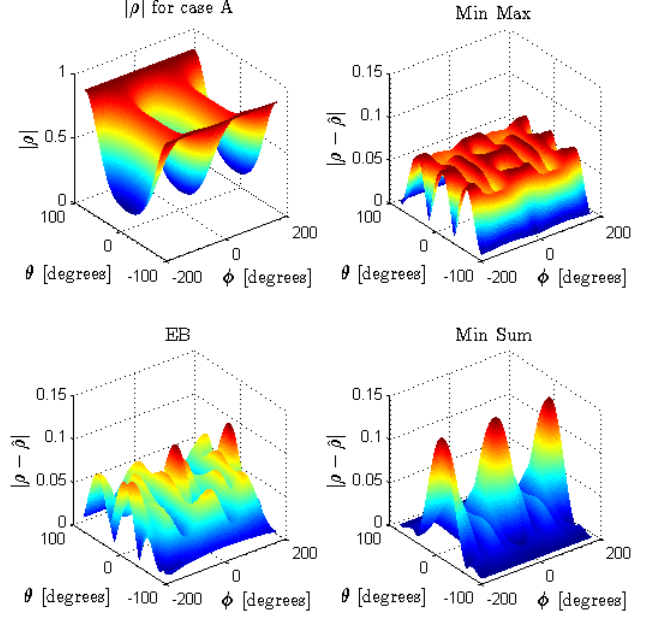 |ρ| for case A
Min Max
1
0.5
0
|ρ|
100
0
-100
θ [degrees]
-200
0
200
ϕ [degrees]
0.15
0.1
0.05
0
|ρ − ρ̂|
100
0
-100
θ [degrees]
-200
0
200
ϕ [degrees]
EB
Min Sum
0.15
0.1
0.05
0
|ρ − ρ̂|
100
0
-100
θ [degrees]
-200
0
200
ϕ [degrees]
0.15
0.1
0.05
0
|ρ − ρ̂|
100
0
-100
θ [degrees]
-200
0
200
ϕ [degrees]